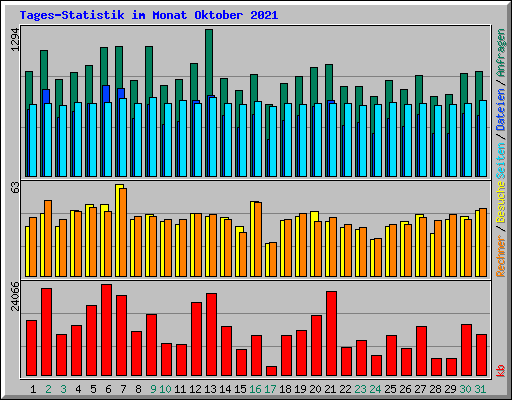 Tages-Statistik im Monat Oktober 2021
1294
63
24066
Rechner / Besuche
Seiten / Dateien / Anfragen
kb
1 2 3 4 5 6 7 8 9 10 11 12 13 14 15 16 17 18 19 20 21 22 23 24 25 26 27 28 29 30 31